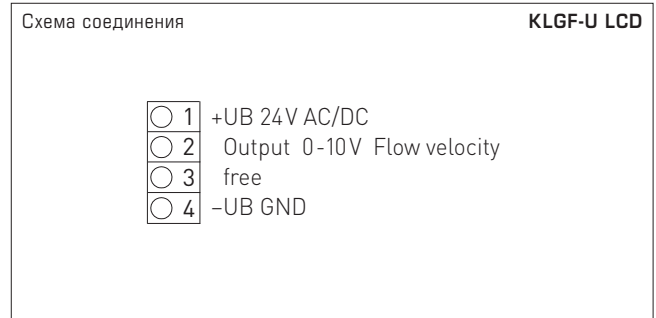 Схема соединения KLGF-U LCD
1 +UB 24V AC/DC
2 Output 0-10V Flow velocity
3 free
4 –UB GND